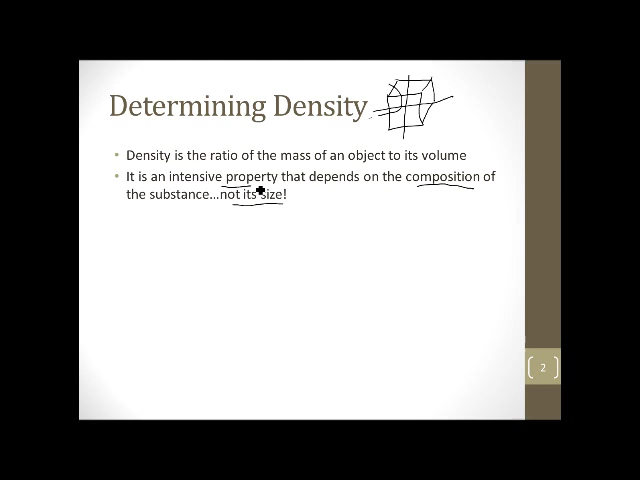 Determining Density
• Density is the ratio of the mass of an object to its volume
• It is an intensive property that depends on the composition of
the substance...not its size!
2